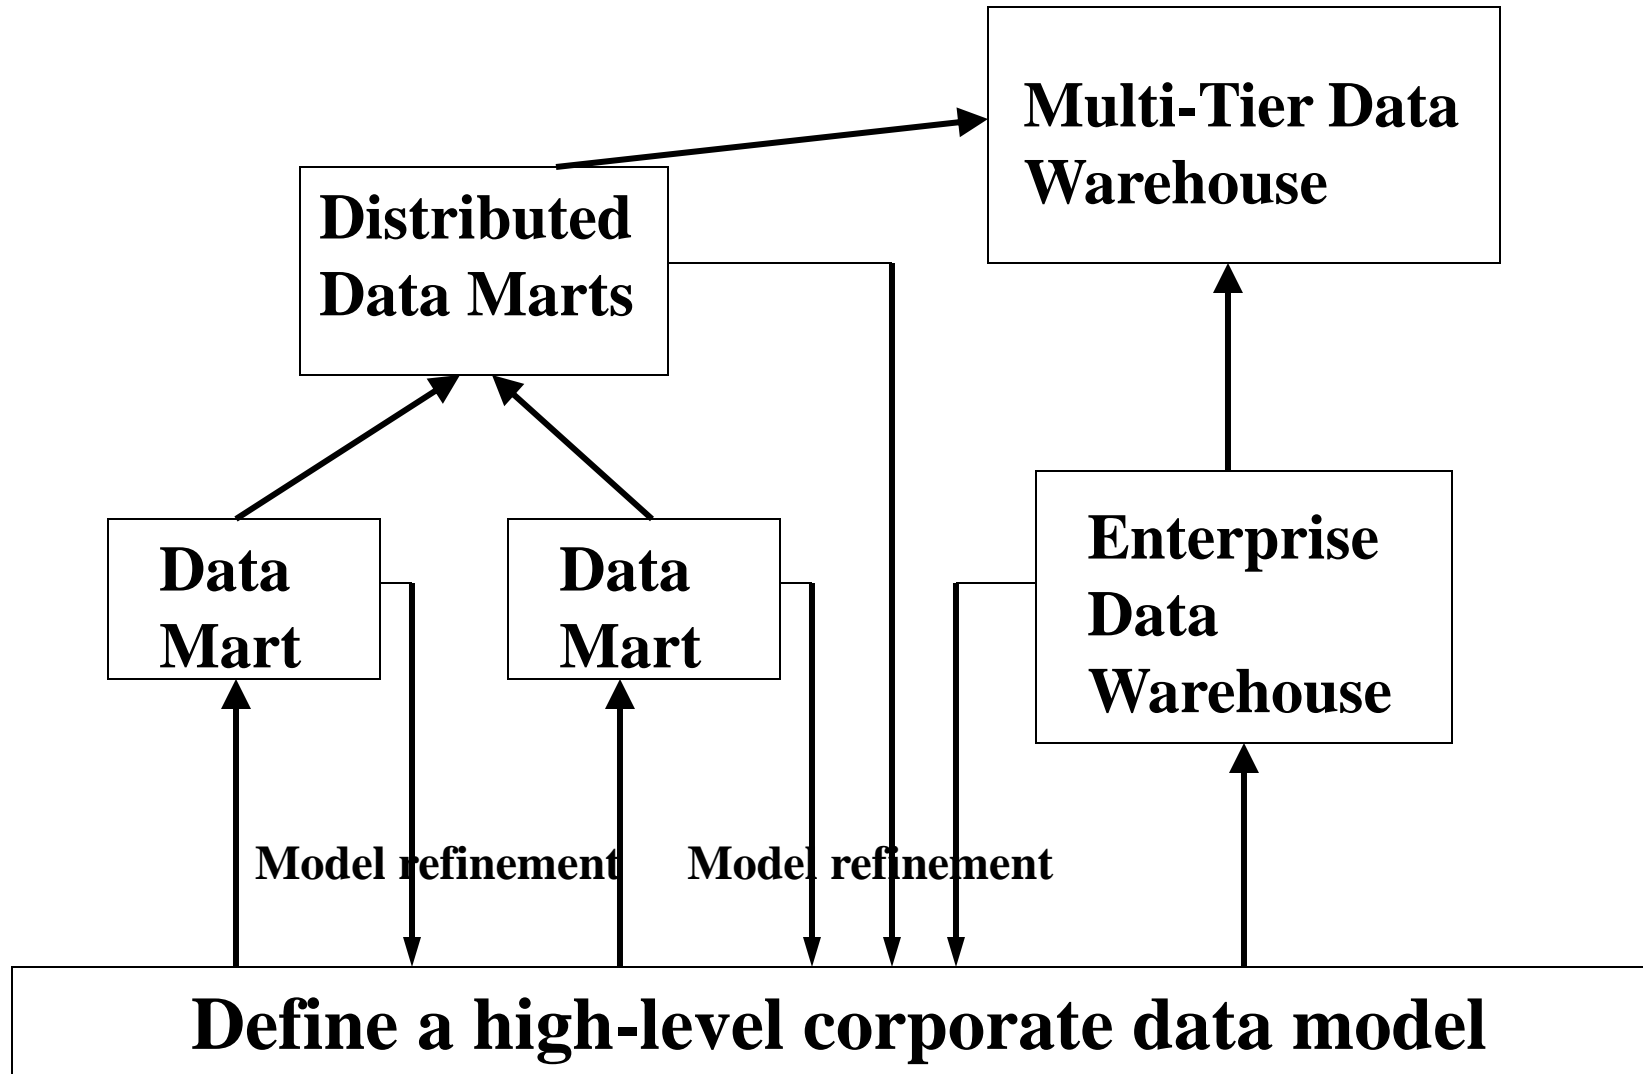 Multi-Tier Data
Warehouse
Distributed
Data Marts
Data
Mart
Data
Mart
Enterprise
Data
Warehouse
Model refinement
Model refinement
Define a high-level corporate data model